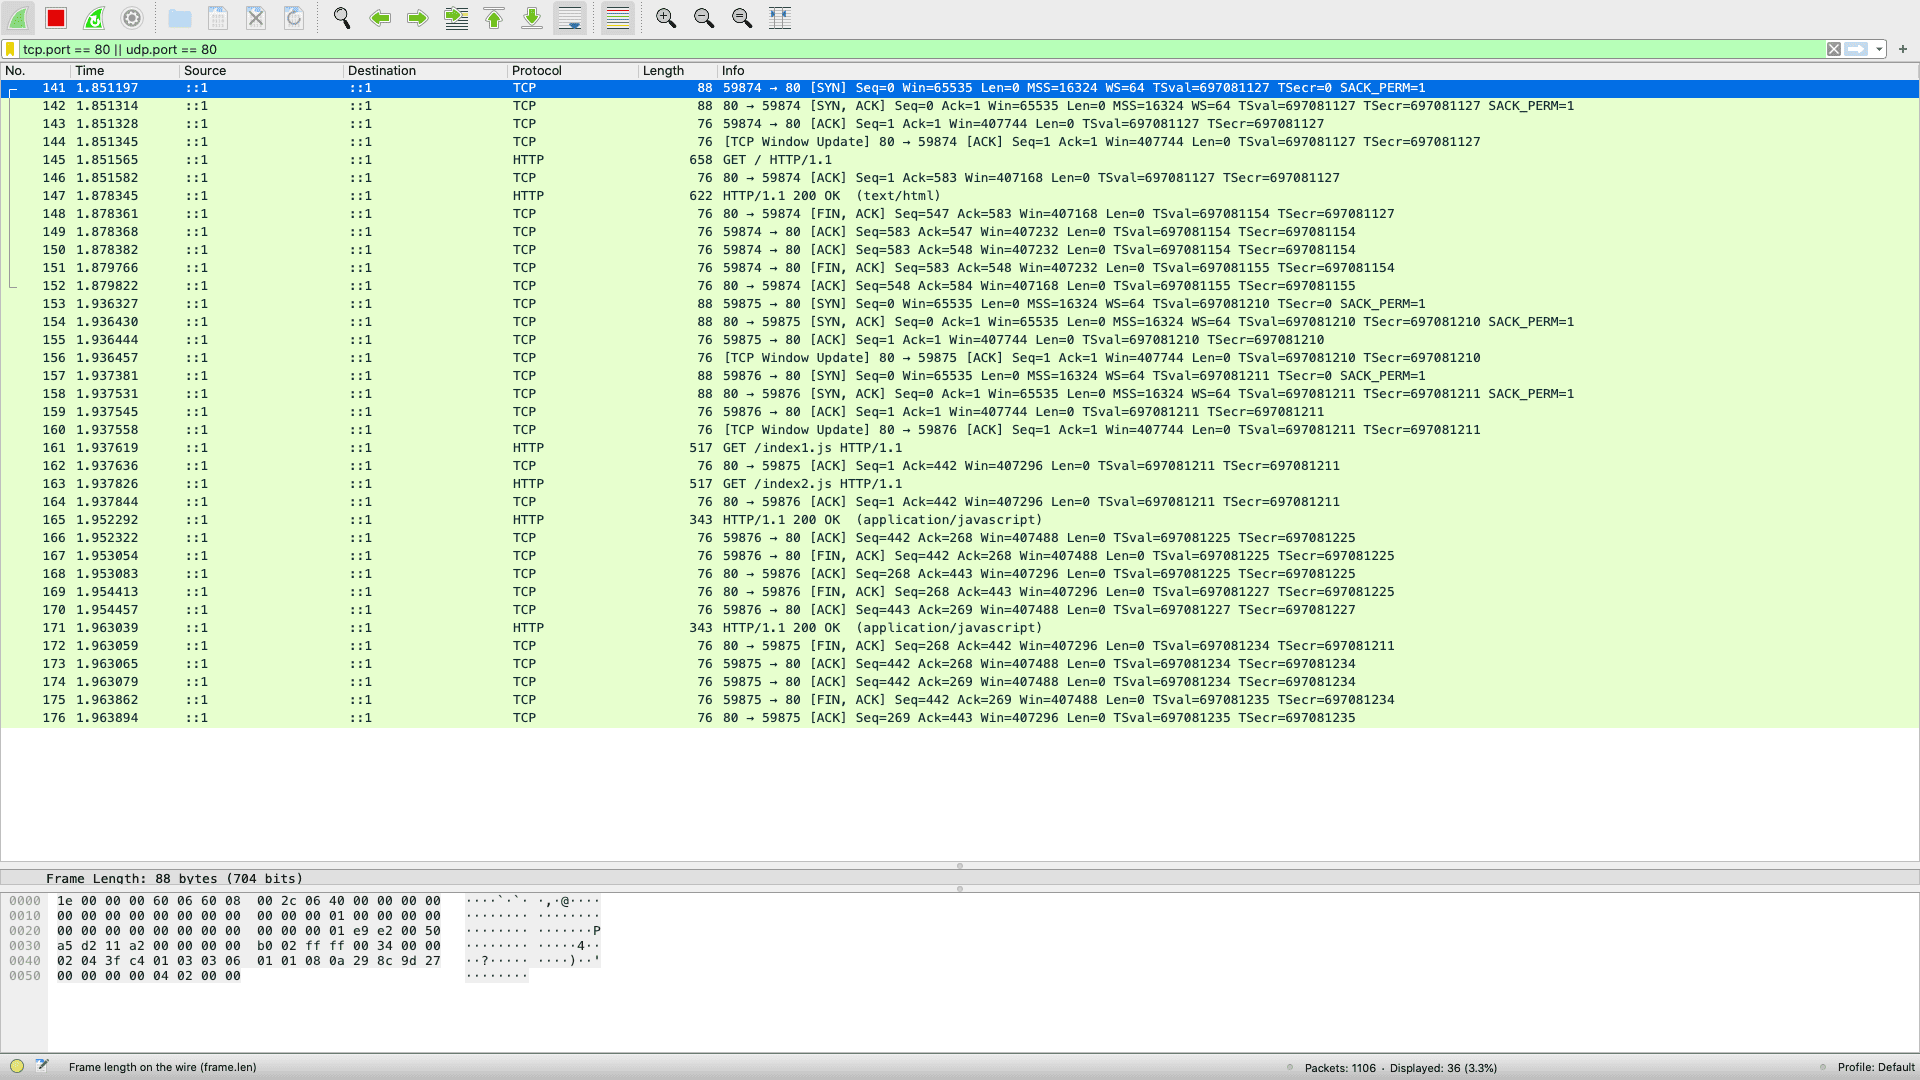 tcp.port == 80 || udp.port == 80
No. Time Source Destination Protocol Length Info
141 1.851197 ::1 ::1 TCP 88 59874 → 80 [SYN] Seq=0 Win=65535 Len=0 MSS=16324 WS=64 TSval=697081127 TSecr=0 SACK_PERM=1
142 1.851314 ::1 ::1 TCP 88 80 → 59874 [SYN, ACK] Seq=0 Ack=1 Win=65535 Len=0 MSS=16324 WS=64 TSval=697081127 TSecr=697081127 SACK_PERM=1
143 1.851328 ::1 ::1 TCP 76 59874 → 80 [ACK] Seq=1 Ack=1 Win=407744 Len=0 TSval=697081127 TSecr=697081127
144 1.851345 ::1 ::1 TCP 76 [TCP Window Update] 80 → 59874 [ACK] Seq=1 Ack=1 Win=407744 Len=0 TSval=697081127 TSecr=697081127
145 1.851565 ::1 ::1 HTTP 658 GET / HTTP/1.1
146 1.851582 ::1 ::1 TCP 76 80 → 59874 [ACK] Seq=1 Ack=583 Win=407168 Len=0 TSval=697081127 TSecr=697081127
147 1.878345 ::1 ::1 HTTP 622 HTTP/1.1 200 OK (text/html)
148 1.878361 ::1 ::1 TCP 76 80 → 59874 [FIN, ACK] Seq=547 Ack=583 Win=407168 Len=0 TSval=697081154 TSecr=697081127
149 1.878368 ::1 ::1 TCP 76 59874 → 80 [ACK] Seq=583 Ack=547 Win=407232 Len=0 TSval=697081154 TSecr=697081154
150 1.878382 ::1 ::1 TCP 76 59874 → 80 [ACK] Seq=583 Ack=548 Win=407232 Len=0 TSval=697081154 TSecr=697081154
151 1.879766 ::1 ::1 TCP 76 59874 → 80 [FIN, ACK] Seq=583 Ack=548 Win=407232 Len=0 TSval=697081155 TSecr=697081154
152 1.879822 ::1 ::1 TCP 76 80 → 59874 [ACK] Seq=548 Ack=584 Win=407168 Len=0 TSval=697081155 TSecr=697081155
153 1.936327 ::1 ::1 TCP 88 59875 → 80 [SYN] Seq=0 Win=65535 Len=0 MSS=16324 WS=64 TSval=697081210 TSecr=0 SACK_PERM=1
154 1.936430 ::1 ::1 TCP 88 80 → 59875 [SYN, ACK] Seq=0 Ack=1 Win=65535 Len=0 MSS=16324 WS=64 TSval=697081210 TSecr=697081210 SACK_PERM=1
155 1.936444 ::1 ::1 TCP 76 59875 → 80 [ACK] Seq=1 Ack=1 Win=407744 Len=0 TSval=697081210 TSecr=697081210
156 1.936457 ::1 ::1 TCP 76 [TCP Window Update] 80 → 59875 [ACK] Seq=1 Ack=1 Win=407744 Len=0 TSval=697081210 TSecr=697081210
157 1.937381 ::1 ::1 TCP 88 59876 → 80 [SYN] Seq=0 Win=65535 Len=0 MSS=16324 WS=64 TSval=697081211 TSecr=0 SACK_PERM=1
158 1.937531 ::1 ::1 TCP 88 80 → 59876 [SYN, ACK] Seq=0 Ack=1 Win=65535 Len=0 MSS=16324 WS=64 TSval=697081211 TSecr=697081211 SACK_PERM=1
159 1.937545 ::1 ::1 TCP 76 59876 → 80 [ACK] Seq=1 Ack=1 Win=407744 Len=0 TSval=697081211 TSecr=697081211
160 1.937558 ::1 ::1 TCP 76 [TCP Window Update] 80 → 59876 [ACK] Seq=1 Ack=1 Win=407744 Len=0 TSval=697081211 TSecr=697081211
161 1.937619 ::1 ::1 HTTP 517 GET /index1.js HTTP/1.1
162 1.937636 ::1 ::1 TCP 76 80 → 59875 [ACK] Seq=1 Ack=442 Win=407296 Len=0 TSval=697081211 TSecr=697081211
163 1.937826 ::1 ::1 HTTP 517 GET /index2.js HTTP/1.1
164 1.937844 ::1 ::1 TCP 76 80 → 59876 [ACK] Seq=1 Ack=442 Win=407296 Len=0 TSval=697081211 TSecr=697081211
165 1.952292 ::1 ::1 HTTP 343 HTTP/1.1 200 OK (application/javascript)
166 1.952322 ::1 ::1 TCP 76 59876 → 80 [ACK] Seq=442 Ack=268 Win=407488 Len=0 TSval=697081225 TSecr=697081225
167 1.953054 ::1 ::1 TCP 76 59876 → 80 [FIN, ACK] Seq=442 Ack=268 Win=407488 Len=0 TSval=697081225 TSecr=697081225
168 1.953083 ::1 ::1 TCP 76 80 → 59876 [ACK] Seq=268 Ack=443 Win=407296 Len=0 TSval=697081225 TSecr=697081225
169 1.954413 ::1 ::1 TCP 76 80 → 59876 [FIN, ACK] Seq=268 Ack=443 Win=407296 Len=0 TSval=697081227 TSecr=697081225
170 1.954457 ::1 ::1 TCP 76 59876 → 80 [ACK] Seq=443 Ack=269 Win=407488 Len=0 TSval=697081227 TSecr=697081227
171 1.963039 ::1 ::1 HTTP 343 HTTP/1.1 200 OK (application/javascript)
172 1.963059 ::1 ::1 TCP 76 80 → 59875 [FIN, ACK] Seq=268 Ack=442 Win=407296 Len=0 TSval=697081234 TSecr=697081211
173 1.963065 ::1 ::1 TCP 76 59875 → 80 [ACK] Seq=442 Ack=268 Win=407488 Len=0 TSval=697081234 TSecr=697081234
174 1.963079 ::1 ::1 TCP 76 59875 → 80 [ACK] Seq=442 Ack=269 Win=407488 Len=0 TSval=697081234 TSecr=697081234
175 1.963862 ::1 ::1 TCP 76 59875 → 80 [FIN, ACK] Seq=442 Ack=269 Win=407488 Len=0 TSval=697081235 TSecr=697081234
176 1.963894 ::1 ::1 TCP 76 80 → 59875 [ACK] Seq=269 Ack=443 Win=407296 Len=0 TSval=697081235 TSecr=697081235
Frame Length: 88 bytes (704 bits)
0000 1e 00 00 00 60 06 60 08 00 2c 06 40 00 00 00 00 ····`·`· ·,·@····
0010 00 00 00 00 00 00 00 00 00 00 00 01 00 00 00 00 ········ ········
0020 00 00 00 00 00 00 00 00 00 00 00 01 e9 e2 00 50 ········ ·······P
0030 a5 d2 11 a2 00 00 00 00 b0 02 ff ff 00 34 00 00 ········ ·····4··
0040 02 04 3f c4 01 03 03 06 01 01 08 0a 29 8c 9d 27 ··?····· ····)··'
0050 00 00 00 00 04 02 00 00 ········
Frame length on the wire (frame.len) Packets: 1106 · Displayed: 36 (3.3%) Profile: Default